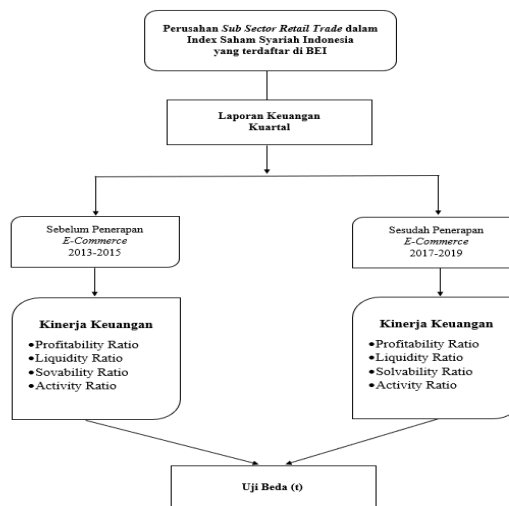 Perusahan Sub Sector Retail Trade dalam
Index Saham Syariah Indonesia
yang terdaftar di BEI
Laporan Keuangan
Kuartal
Sebelum Penerapan
E-Commerce
2013-2015
Sesudah Penerapan
E-Commerce
2017-2019
Kinerja Keuangan
•Profitability Ratio
•Liquidity Ratio
•Sovability Ratio
•Activity Ratio
Kinerja Keuangan
•Profitability Ratio
•Liquidity Ratio
•Solvability Ratio
•Activity Ratio
Uji Beda (t)